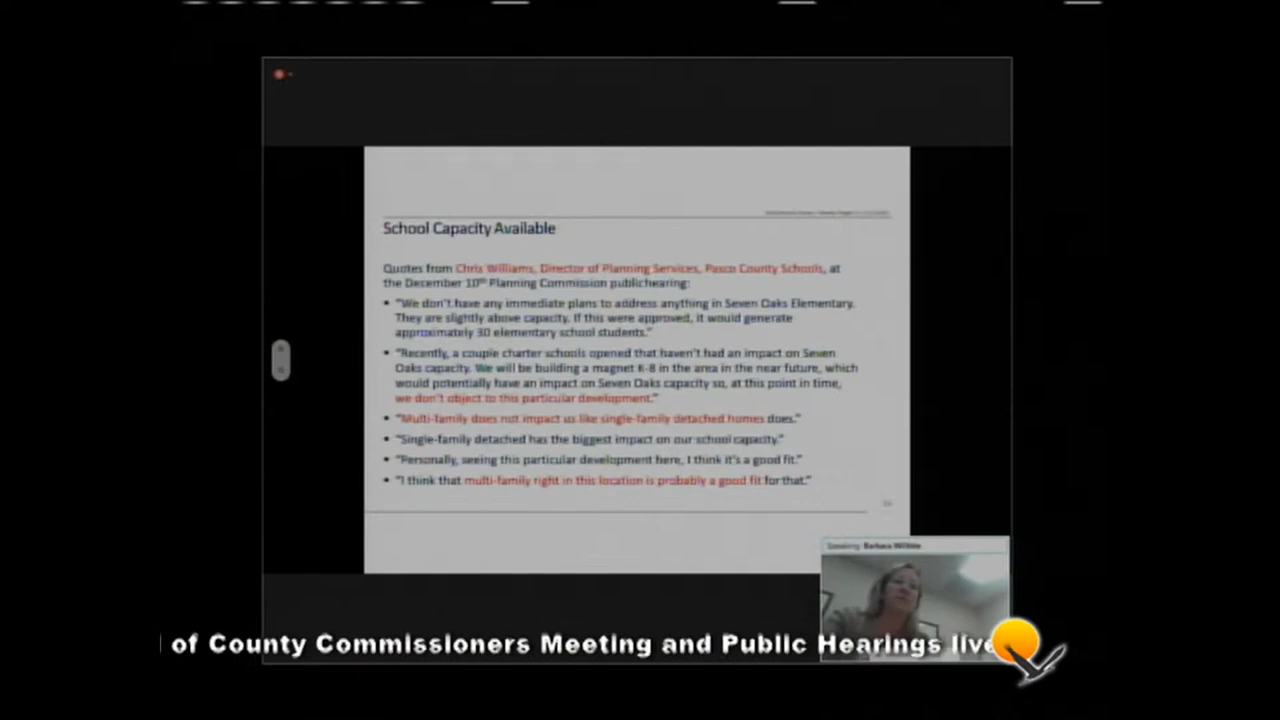 School Capacity Available
Quotes from Chris Williams, Director of Planning Services, Pasco County Schools, at
the December 10th Planning Commission publichearing:
• "We don't have any immediate plans to address anything in Seven Oaks Elementary.
They are slightly above capacity. If this were approved, it would generate
approximately 30 elementary school students."
• "Recently, a couple charter schools opened that haven't had an impact on Seven
Oaks capacity. We will be building a magnet K-8 in the area in the near future, which
would potentially have an impact on Seven Oaks capacity so, at this point in time,
we don't object to this particular development."
• "Multi-family does not impact us like single-family detached homes does."
• "Single-family detached has the biggest impact on our school capacity."
• "Personally, seeing this particular development here, I think it's a good fit."
• "I think that multi-family right in this location is probably a good fit for that."
Speaking: Barbara
of County Commissioners Meeting and Public Hearings live